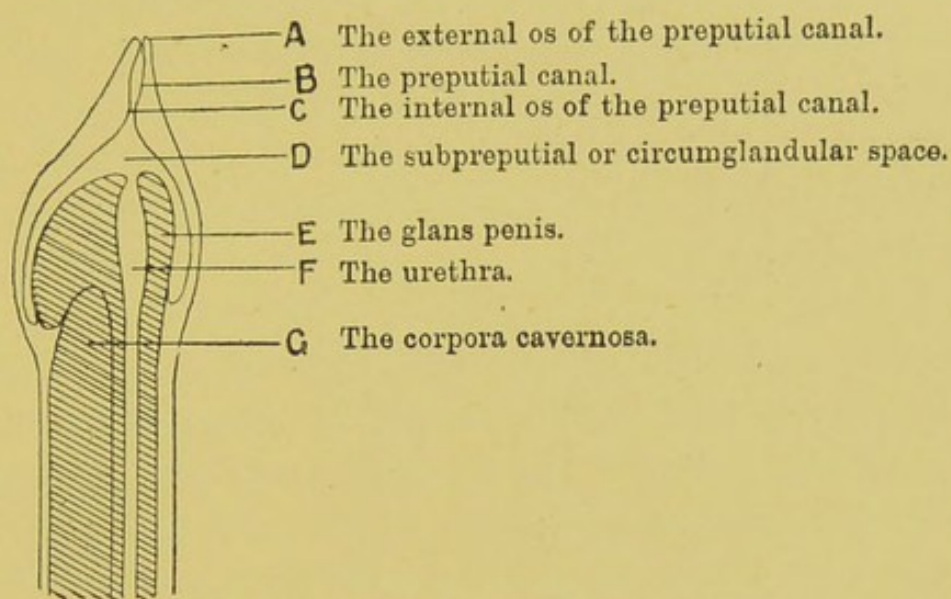 A The external os of the preputial canal.
B The preputial canal.
C The internal os of the preputial canal.
D The subpreputial or circumglandular space.
E The glans penis.
F The urethra.
G The corpora cavernosa.